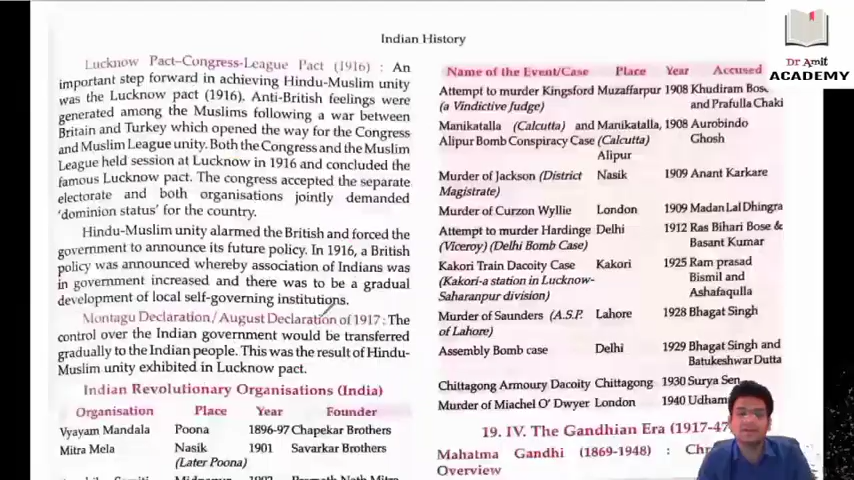 Indian History
Dr Amit
ACADEMY
Lucknow Pact–Congress-League Pact (1916) : An
important step forward in achieving Hindu-Muslim unity
was the Lucknow pact (1916). Anti-British feelings were
generated among the Muslims following a war between
Britain and Turkey which opened the way for the Congress
and Muslim League unity. Both the Congress and the Muslim
League held session at Lucknow in 1916 and concluded the
famous Lucknow pact. The congress accepted the separate
electorate and both organisations jointly demanded
'dominion status' for the country.
Hindu-Muslim unity alarmed the British and forced the
government to announce its future policy. In 1916, a British
policy was announced whereby association of Indians was
in government increased and there was to be a gradual
development of local self-governing institutions.
Montagu Declaration/August Declaration of 1917 : The
control over the Indian government would be transferred
gradually to the Indian people. This was the result of Hindu-
Muslim unity exhibited in Lucknow pact.
Indian Revolutionary Organisations (India)
Organisation Place Year Founder
Vyayam Mandala Poona 1896-97 Chapekar Brothers
Mitra Mela Nasik 1901 Savarkar Brothers
(Later Poona)
Name of the Event/Case Place Year Accused
Attempt to murder Kingsford Muzaffarpur 1908 Khudiram Bose
(a Vindictive Judge) and Prafulla Chaki
Manikatalla (Calcutta) and Manikatalla, 1908 Aurobindo
Alipur Bomb Conspiracy Case (Calcutta) Ghosh
Alipur
Murder of Jackson (District Nasik 1909 Anant Karkare
Magistrate)
Murder of Curzon Wyllie London 1909 Madan Lal Dhingra
Attempt to murder Hardinge Delhi 1912 Ras Bihari Bose &
(Viceroy) (Delhi Bomb Case) Basant Kumar
Kakori Train Dacoity Case Kakori 1925 Ram prasad
(Kakori-a station in Lucknow- Bismil and
Saharanpur division) Ashafaqulla
Murder of Saunders (A.S.P. Lahore 1928 Bhagat Singh
of Lahore)
Assembly Bomb case Delhi 1929 Bhagat Singh and
Batukeshwar Dutta
Chittagong Armoury Dacoity Chittagong 1930 Surya Sen
Murder of Miachel O' Dwyer London 1940 Udham
19. IV. The Gandhian Era (1917-47
Mahatma Gandhi (1869-1948) :
Overview